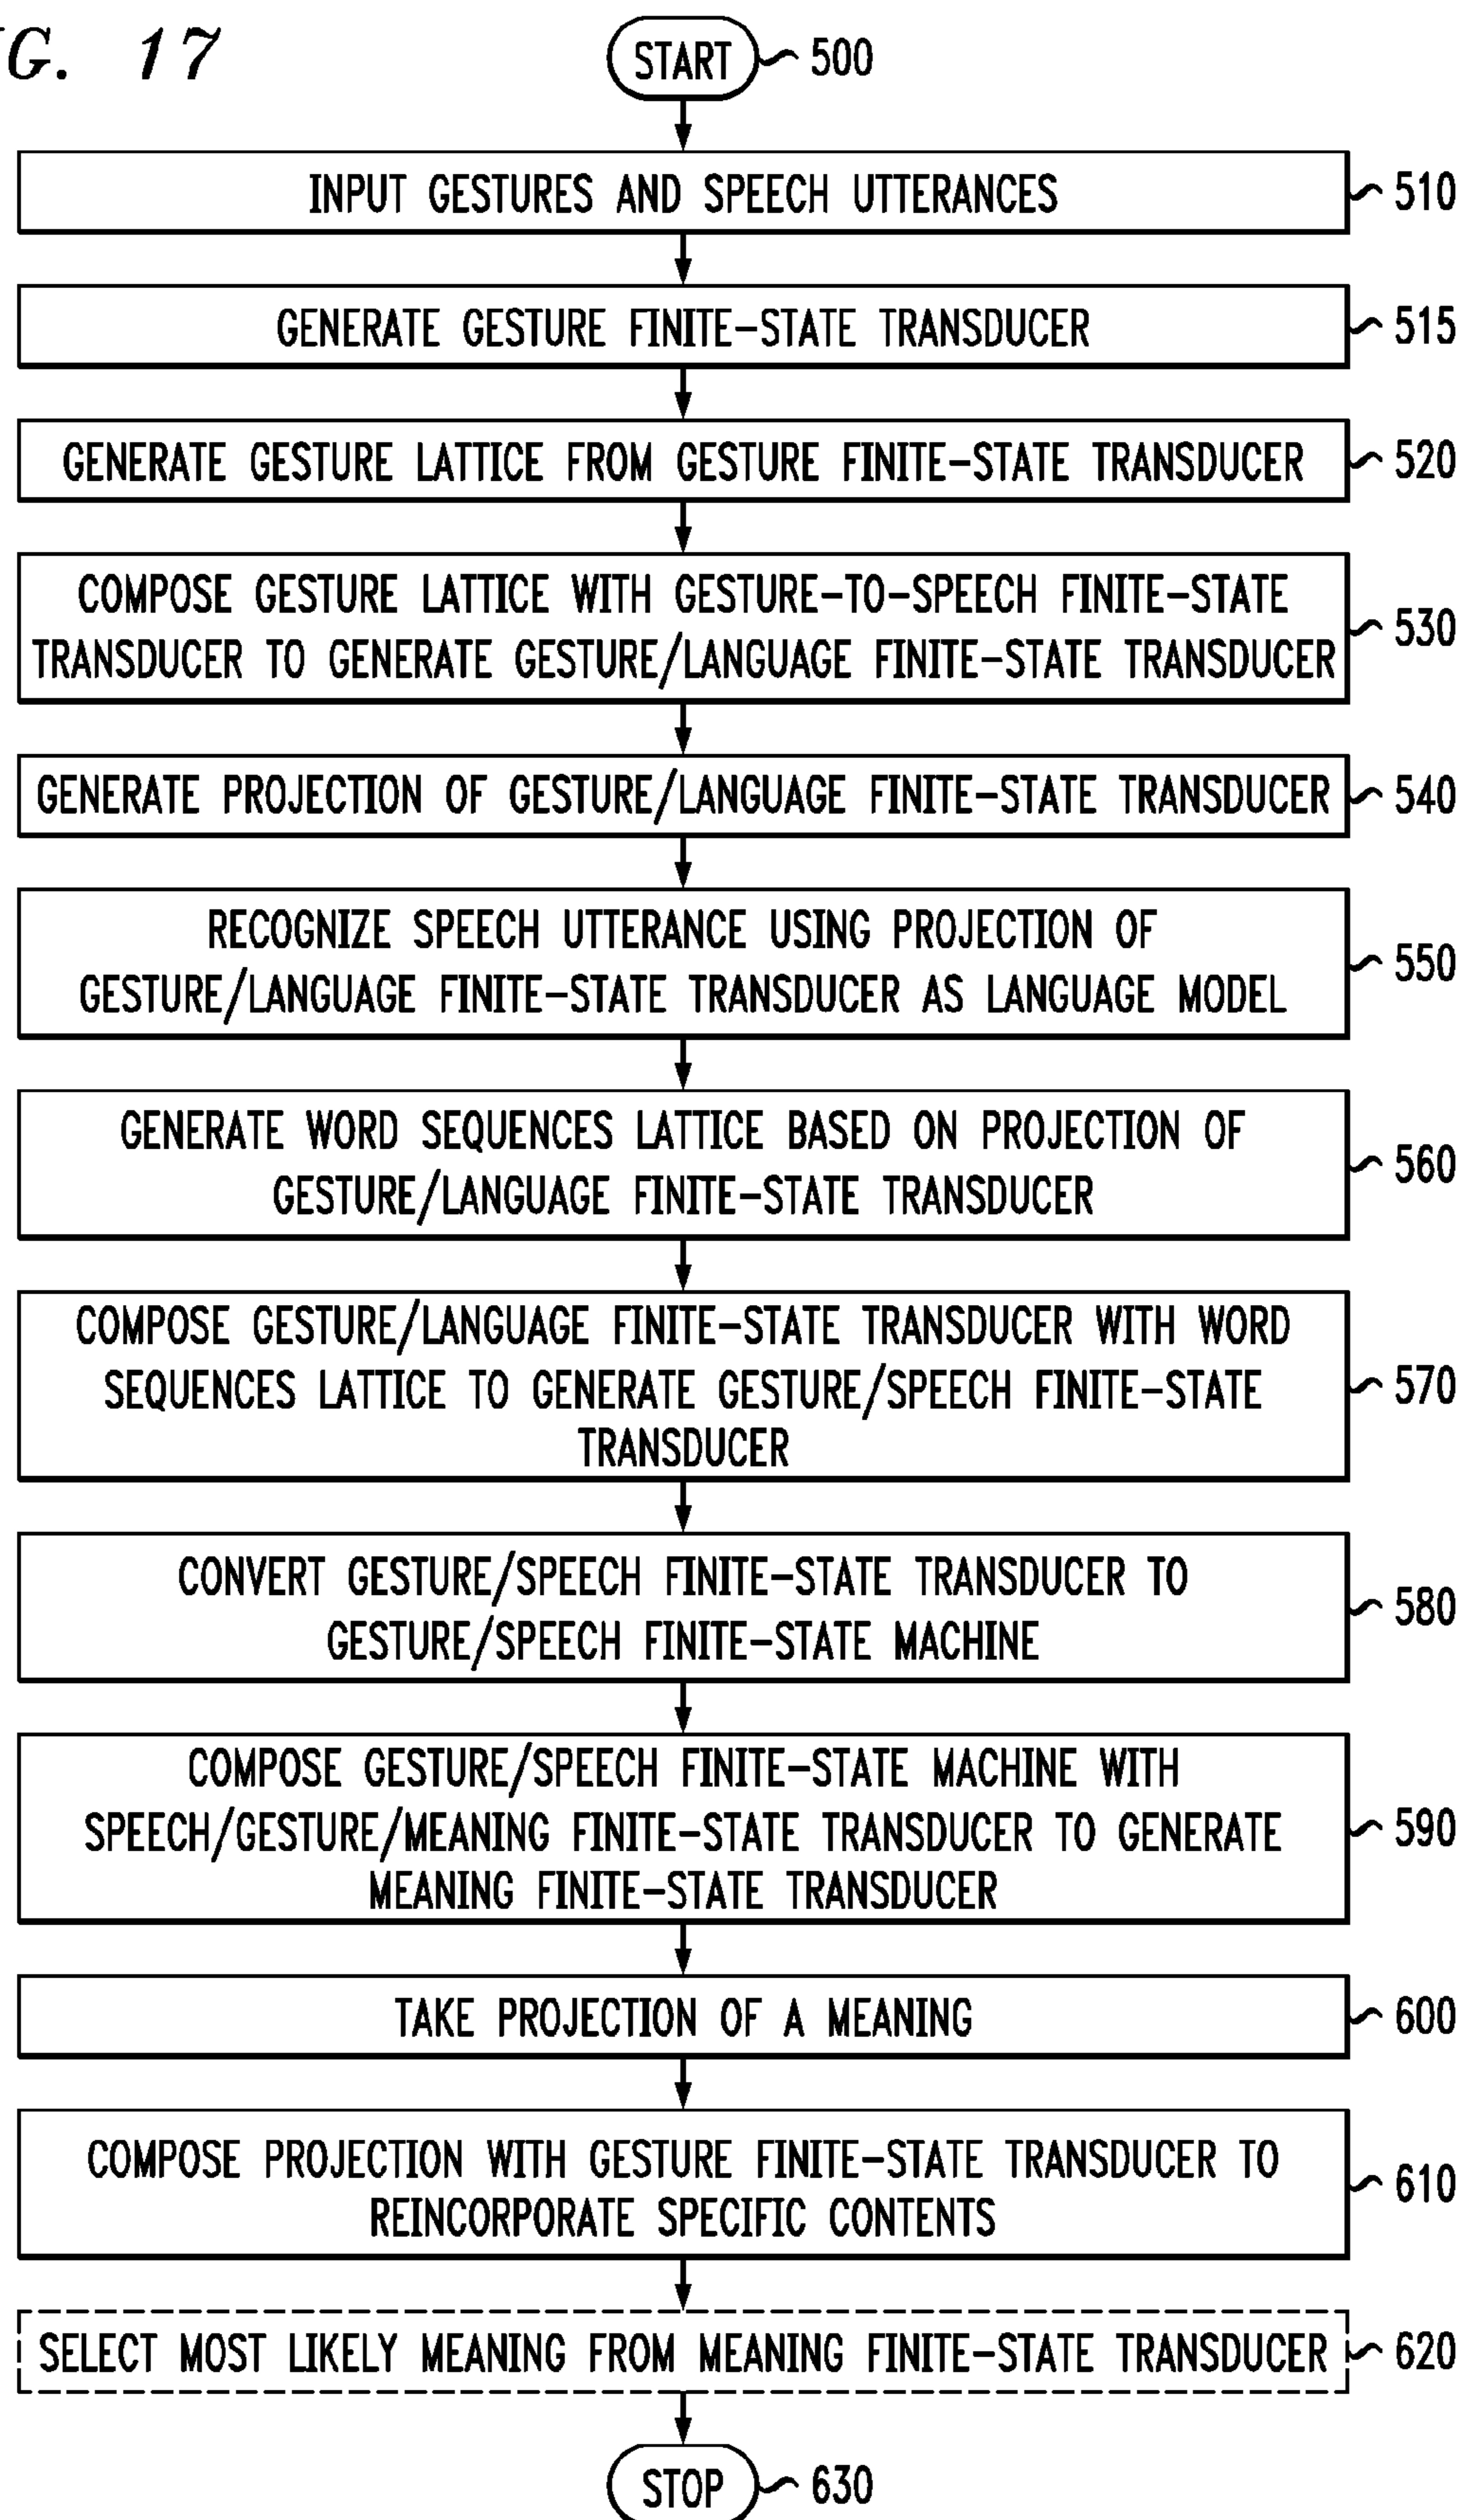 G. 17
START 500
INPUT GESTURES AND SPEECH UTTERANCES 510
GENERATE GESTURE FINITE-STATE TRANSDUCER 515
GENERATE GESTURE LATTICE FROM GESTURE FINITE-STATE TRANSDUCER 520
COMPOSE GESTURE LATTICE WITH GESTURE-TO-SPEECH FINITE-STATE
TRANSDUCER TO GENERATE GESTURE/LANGUAGE FINITE-STATE TRANSDUCER
530
GENERATE PROJECTION OF GESTURE/LANGUAGE FINITE-STATE TRANSDUCER 540
RECOGNIZE SPEECH UTTERANCE USING PROJECTION OF
GESTURE/LANGUAGE FINITE-STATE TRANSDUCER AS LANGUAGE MODEL
550
GENERATE WORD SEQUENCES LATTICE BASED ON PROJECTION OF
GESTURE/LANGUAGE FINITE-STATE TRANSDUCER
560
COMPOSE GESTURE/LANGUAGE FINITE-STATE TRANSDUCER WITH WORD
SEQUENCES LATTICE TO GENERATE GESTURE/SPEECH FINITE-STATE
TRANSDUCER
570
CONVERT GESTURE/SPEECH FINITE-STATE TRANSDUCER TO
GESTURE/SPEECH FINITE-STATE MACHINE
580
COMPOSE GESTURE/SPEECH FINITE-STATE MACHINE WITH
SPEECH/GESTURE/MEANING FINITE-STATE TRANSDUCER TO GENERATE
MEANING FINITE-STATE TRANSDUCER
590
TAKE PROJECTION OF A MEANING 600
COMPOSE PROJECTION WITH GESTURE FINITE-STATE TRANSDUCER TO
REINCORPORATE SPECIFIC CONTENTS
610
SELECT MOST LIKELY MEANING FROM MEANING FINITE-STATE TRANSDUCER 620
STOP 630